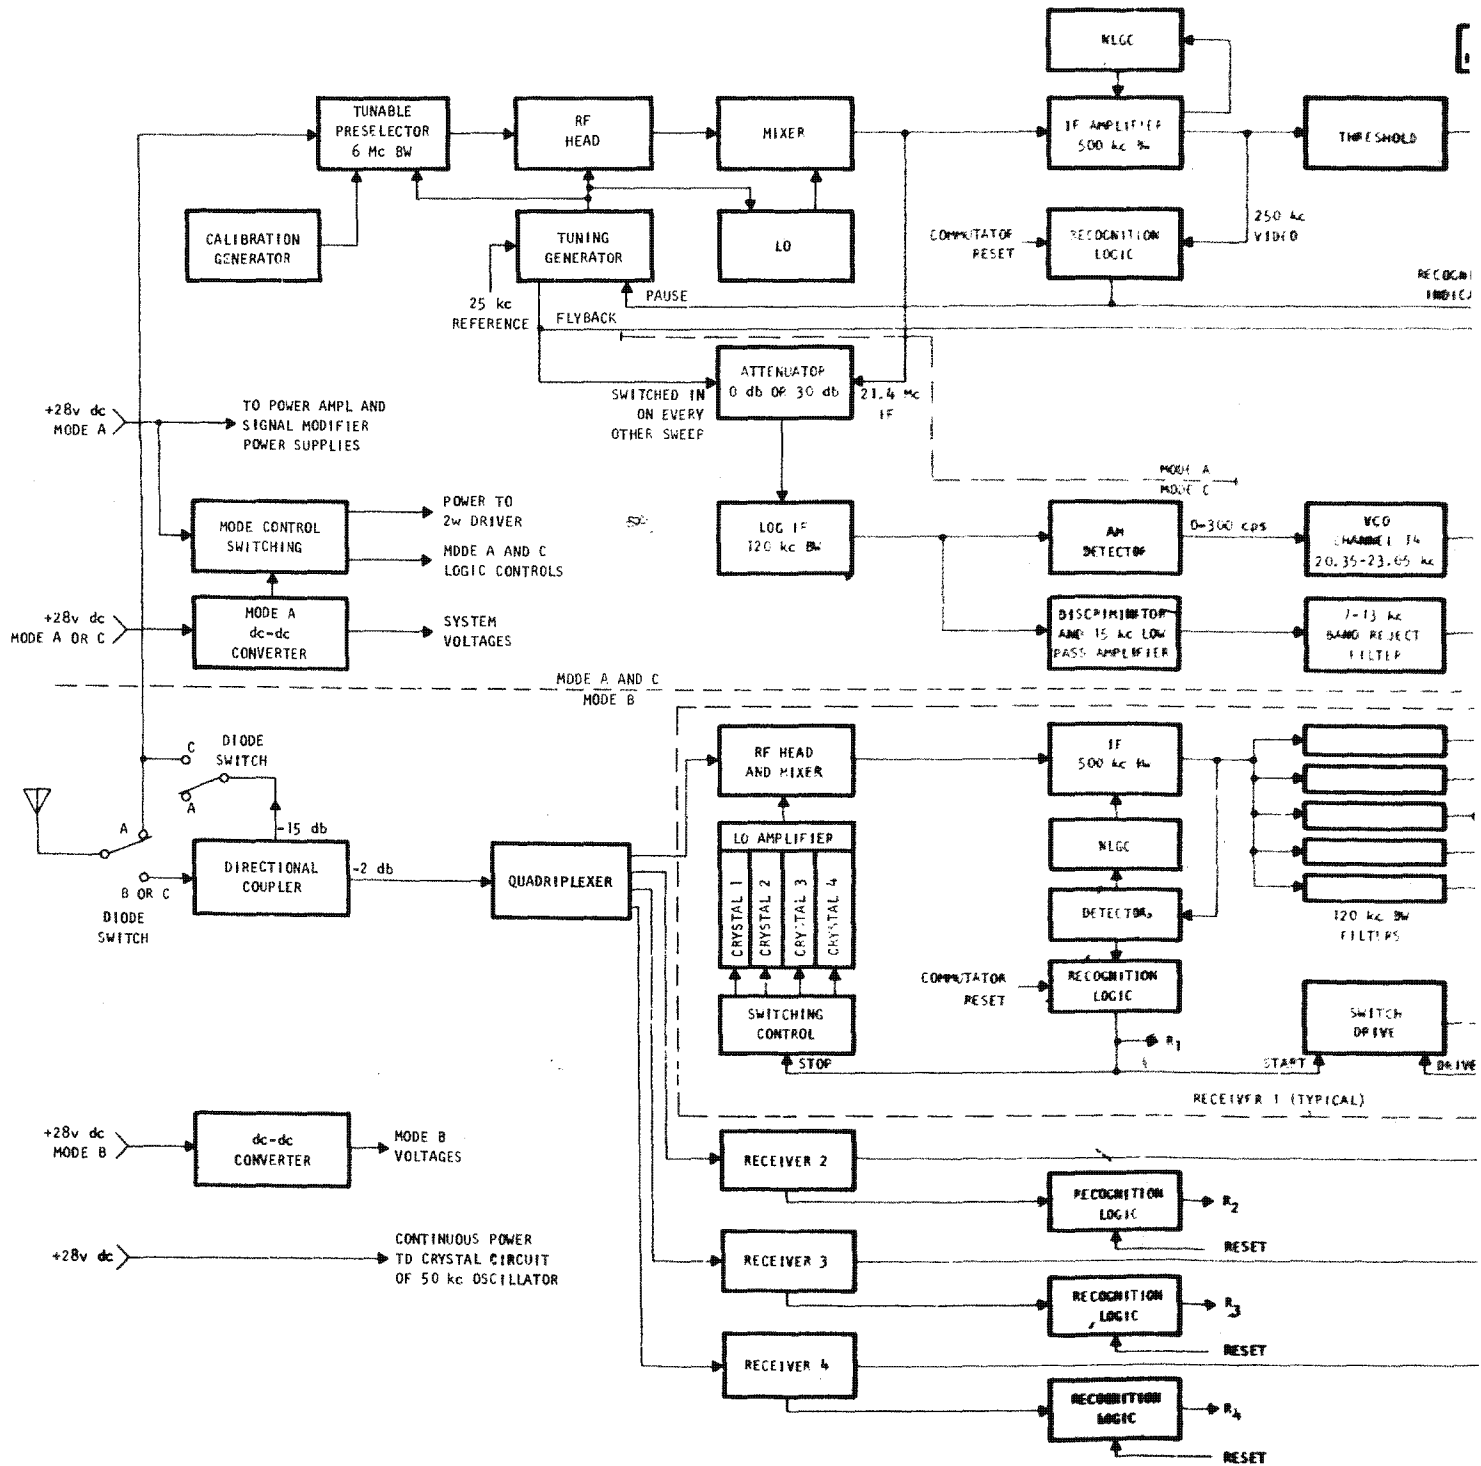 NLGC
TUNABLE
PRESELECTOR
6 Mc BW
RF
HEAD
MIXER
IF AMPLIFIER
500 kc BW
THRESHOLD
CALIBRATION
GENERATOR
TUNING
GENERATOR
LO
COMMUTATOR
RESET
RECOGNITION
LOGIC
250 kc
VIDEO
25 kc
REFERENCE
PAUSE
FLYBACK
RECOGNI
INDICA
ATTENUATOR
0 db OR 30 db
SWITCHED IN
ON EVERY
OTHER SWEEP
21.4 Mc
IF
+28v dc
MODE A
TO POWER AMPL AND
SIGNAL MODIFIER
POWER SUPPLIES
MODE A
MODE C
MODE CONTROL
SWITCHING
POWER TO
2w DRIVER
MODE A AND C
LOGIC CONTROLS
LOG IF
120 kc BW
AM
DETECTOR
0-300 cps
VCO
CHANNEL 14
20.35-23.65 kc
+28v dc
MODE A OR C
MODE A
dc-dc
CONVERTER
SYSTEM
VOLTAGES
DISCRIMINTOR
AND 15 kc LOW
PASS AMPLIFIER
7-13 kc
BAND REJECT
FILTER
MODE A AND C
MODE B
C
DIODE
SWITCH
A
-15 db
A
B OR C
DIODE
SWITCH
DIRECTIONAL
COUPLER
-2 db
QUADRIPLEXER
RF HEAD
AND MIXER
IF
500 kc BW
LO AMPLIFIER
CRYSTAL 1
CRYSTAL 2
CRYSTAL 3
CRYSTAL 4
NLGC
DETECTOR
120 kc BW
FILTERS
COMMUTATOR
RESET
RECOGNITION
LOGIC
SWITCHING
CONTROL
STOP
R1
START
SWITCH
DRIVE
DRIVE
RECEIVER 1 (TYPICAL)
+28v dc
MODE B
dc-dc
CONVERTER
MODE B
VOLTAGES
RECEIVER 2
RECOGNITION
LOGIC
R2
RESET
+28v dc
CONTINUOUS POWER
TO CRYSTAL CIRCUIT
OF 50 kc OSCILLATOR
RECEIVER 3
RECOGNITION
LOGIC
R3
RESET
RECEIVER 4
RECOGNITION
LOGIC
R4
RESET